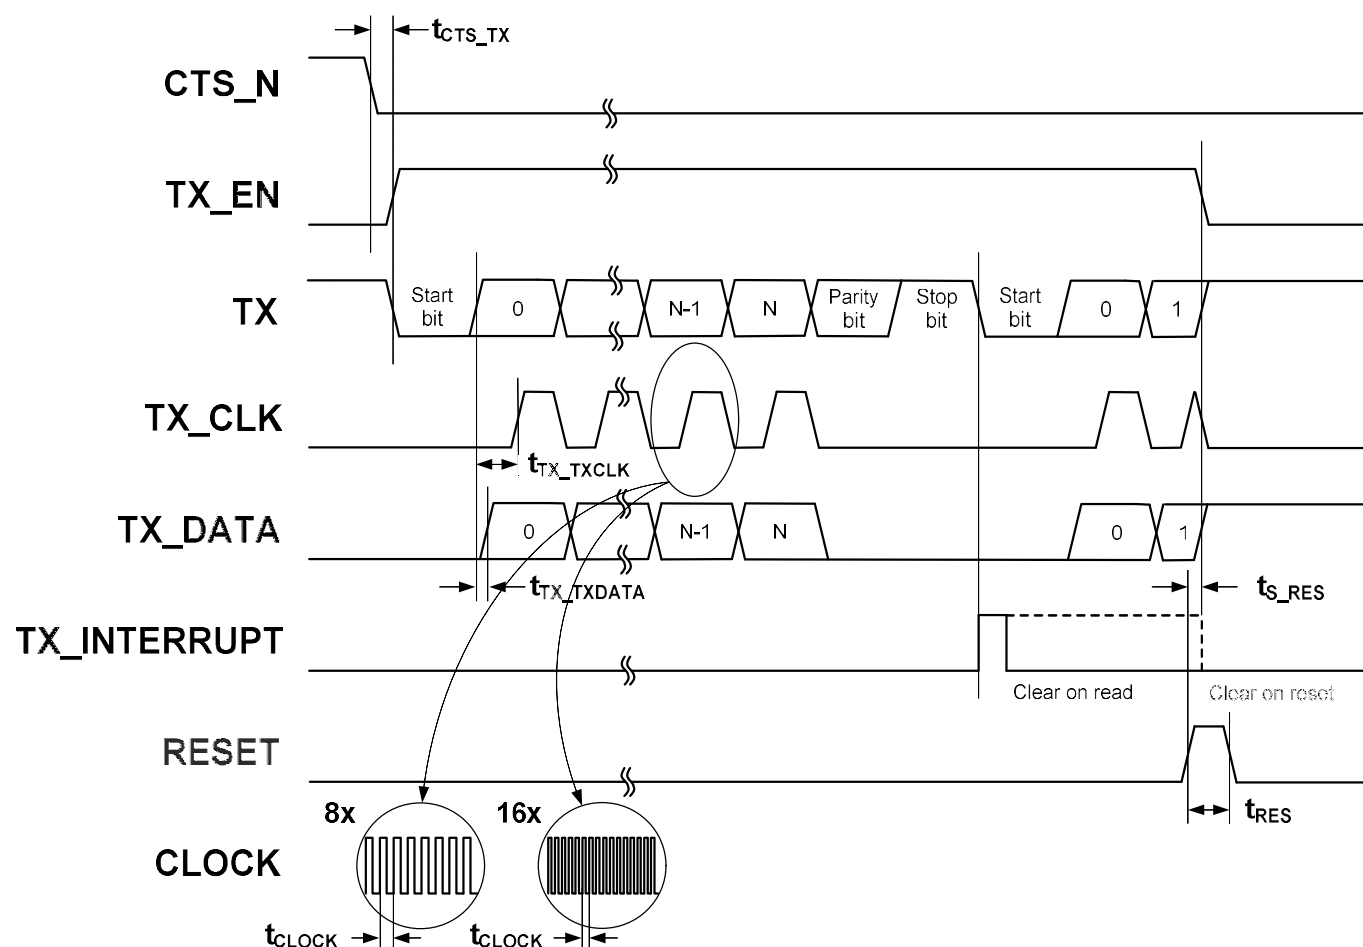 tCTS_TX
CTS_N
TX_EN
TX
Start
bit
0
N-1
N
Parity
bit
Stop
bit
Start
bit
0
1
TX_CLK
tTX_TXCLK
TX_DATA
0
N-1
N
0
1
tTX_TXDATA
tS_RES
TX_INTERRUPT
Clear on read
Clear on reset
RESET
8x
16x
tRES
CLOCK
tCLOCK
tCLOCK